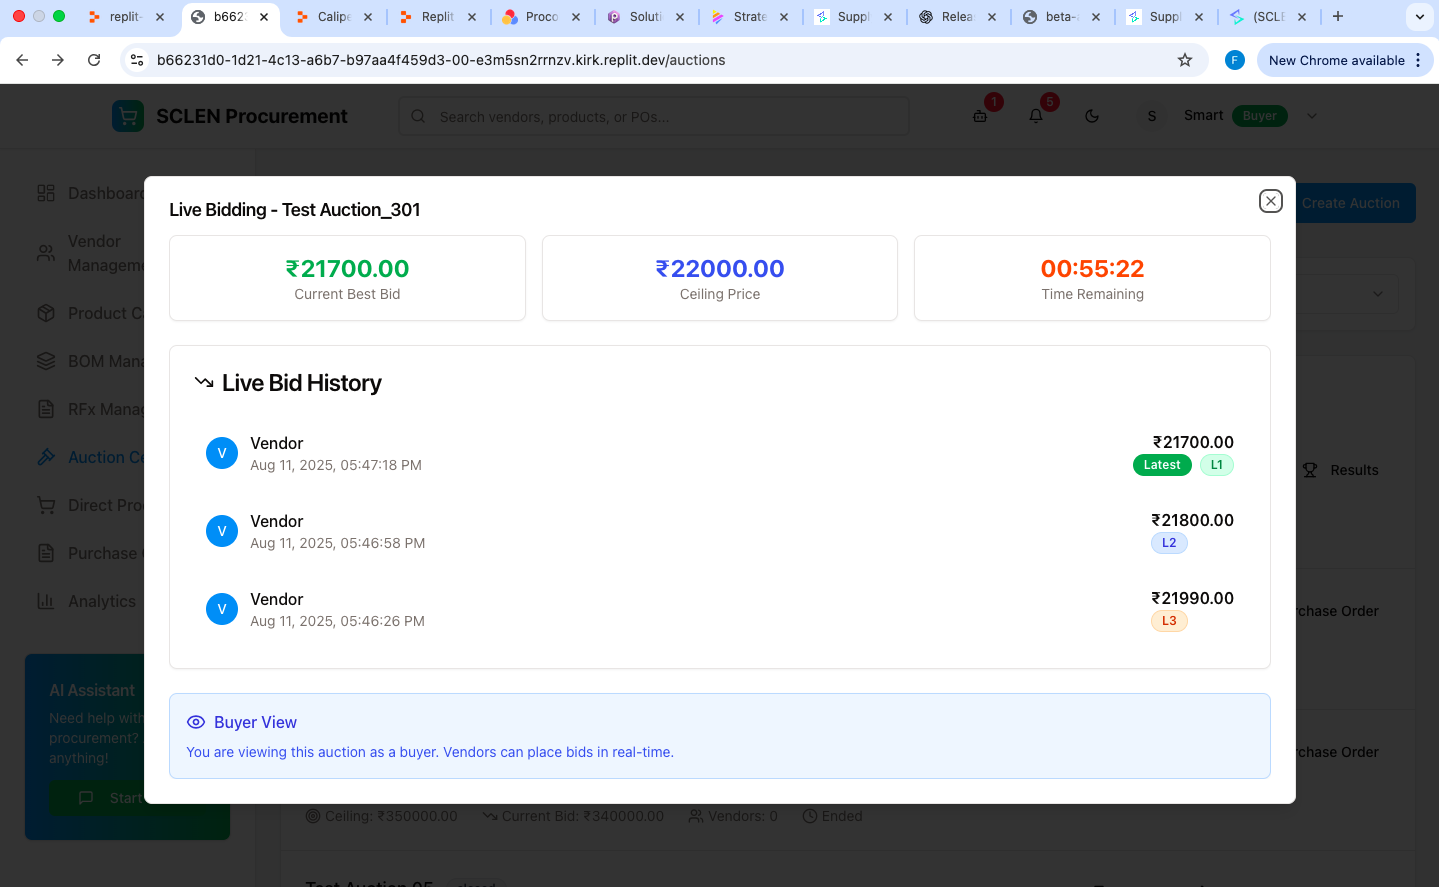 replit-
b6623
Calipe
Replit
Proco
Soluti
Strate
Suppl
Relea
beta-
Suppl
(SCLE
b66231d0-1d21-4c13-a6b7-b97aa4f459d3-00-e3m5sn2rrnzv.kirk.replit.dev/auctions
F
New Chrome available
SCLEN Procurement
Search vendors, products, or POs...
1
5
S
Smart
Buyer
Dashboard
Vendor
Manageme
Product C
BOM Mana
RFx Manag
Auction Ce
Direct Pro
Purchase
Analytics
AI Assistant
Need help with
procurement?
anything!
Start
Create Auction
Live Bidding - Test Auction_301
₹21700.00
Current Best Bid
₹22000.00
Ceiling Price
00:55:22
Time Remaining
Live Bid History
V
Vendor
Aug 11, 2025, 05:47:18 PM
₹21700.00
Latest
L1
V
Vendor
Aug 11, 2025, 05:46:58 PM
₹21800.00
L2
V
Vendor
Aug 11, 2025, 05:46:26 PM
₹21990.00
L3
Buyer View
You are viewing this auction as a buyer. Vendors can place bids in real-time.
Results
rchase Order
rchase Order
Ceiling: ₹350000.00
Current Bid: ₹340000.00
Vendors: 0
Ended
Test Auction 05
closed